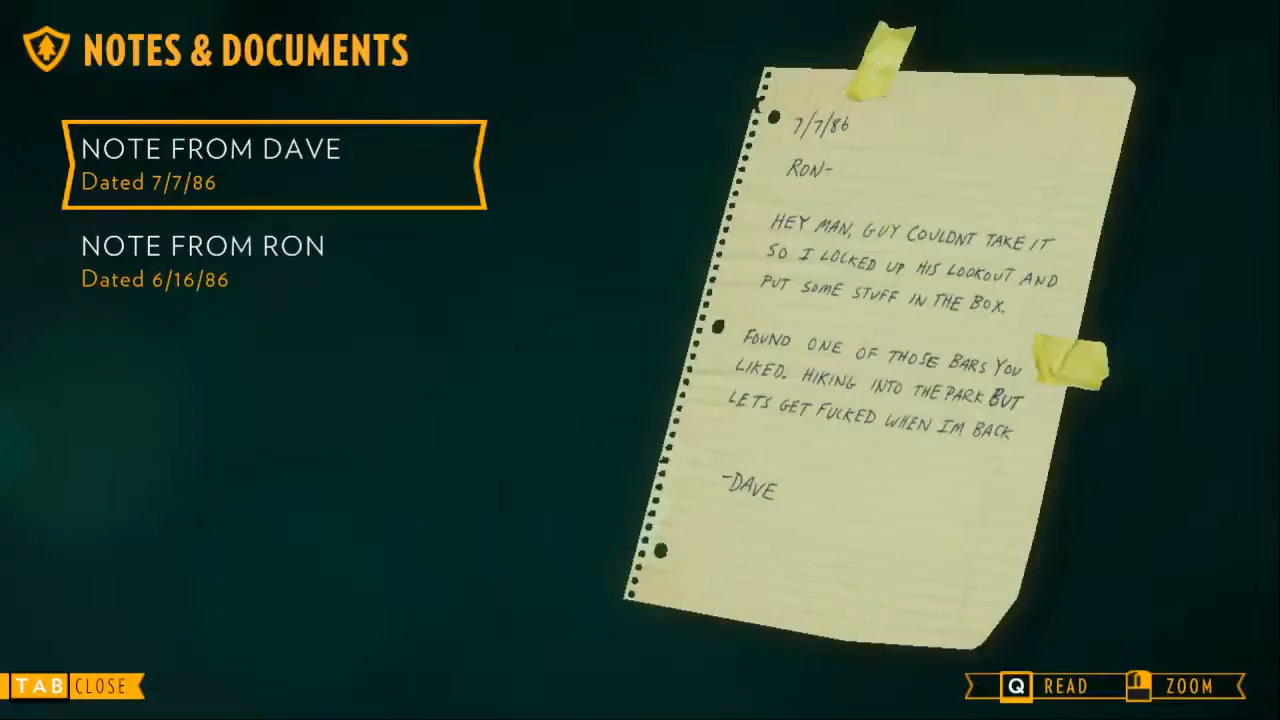 NOTES & DOCUMENTS
NOTE FROM DAVE
Dated 7/7/86
NOTE FROM RON
Dated 6/16/86
7/7/86
RON-
HEY MAN, GUY COULDNT TAKE IT
SO I LOCKED UP HIS LOOKOUT AND
PUT SOME STUFF IN THE BOX.
FOUND ONE OF THOSE BARS YOU
LIKED. HIKING INTO THE PARK BUT
LETS GET FUCKED WHEN IM BACK
-DAVE
TAB CLOSE
Q READ ZOOM